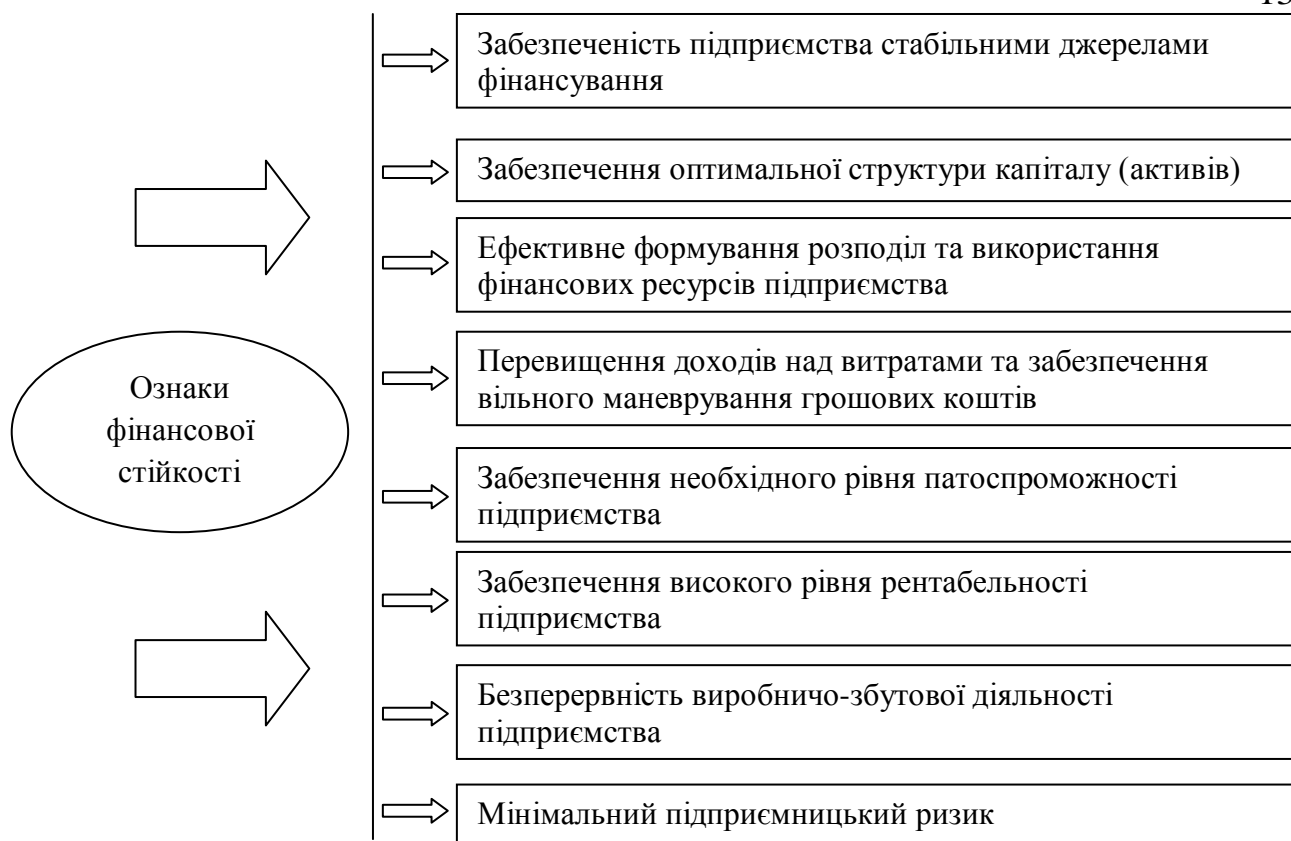 Забезпеченість підприємства стабільними джерелами
фінансування
Забезпечення оптимальної структури капіталу (активів)
Ефективне формування розподіл та використання
фінансових ресурсів підприємства
Перевищення доходів над витратами та забезпечення
вільного маневрування грошових коштів
Ознаки
фінансової
стійкості
Забезпечення необхідного рівня патоспроможності
підприємства
Забезпечення високого рівня рентабельності
підприємства
Безперервність виробничо-збутової діяльності
підприємства
Мінімальний підприємницький ризик